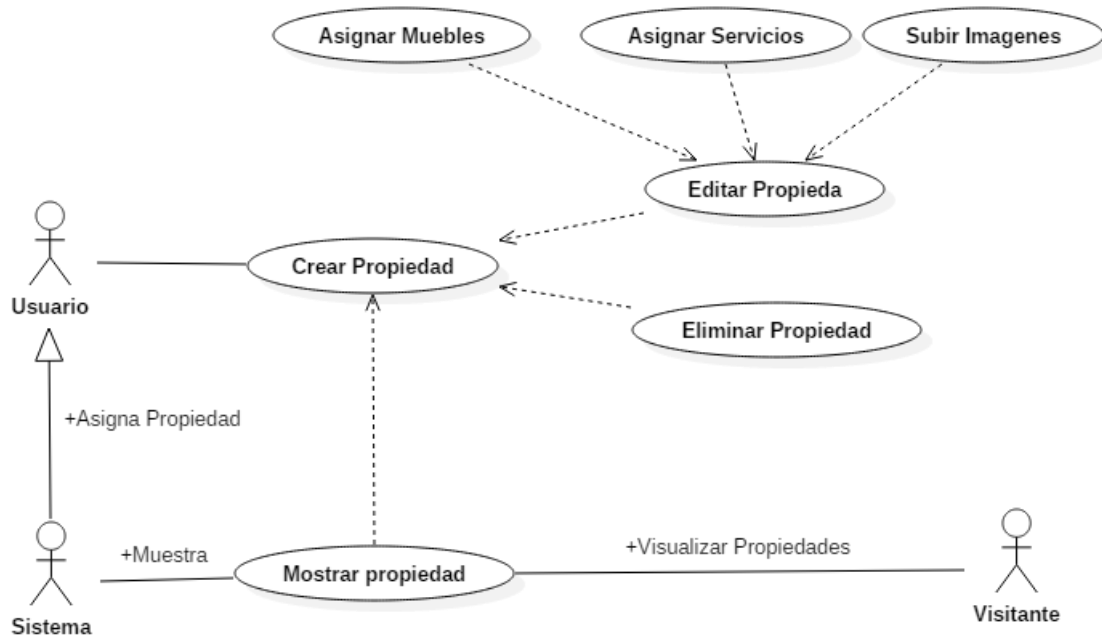 Asignar Muebles
Asignar Servicios
Subir Imagenes
Editar Propieda
Crear Propiedad
Usuario
Eliminar Propiedad
+Asigna Propiedad
+Muestra
+Visualizar Propiedades
Mostrar propiedad
Visitante
Sistema